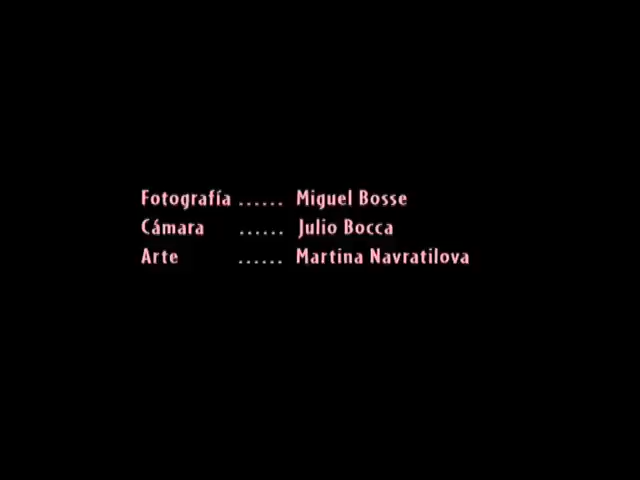 Fotografía ...... Miguel Bosse
Cámara ...... Julio Bocca
Arte ...... Martina Navratilova